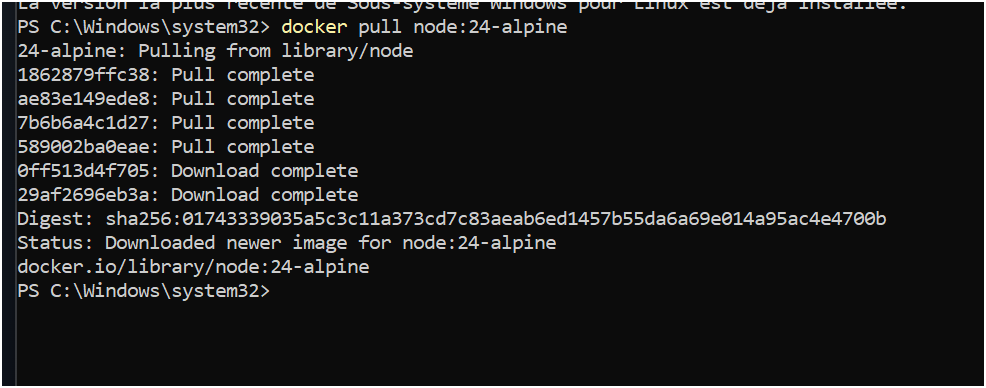 La version la plus récente de Sous-système Windows pour Linux est déjà installée.
PS C:\Windows\system32> docker pull node:24-alpine
24-alpine: Pulling from library/node
1862879ffc38: Pull complete
ae83e149ede8: Pull complete
7b6b6a4c1d27: Pull complete
589002ba0eae: Pull complete
0ff513d4f705: Download complete
29af2696eb3a: Download complete
Digest: sha256:01743339035a5c3c11a373cd7c83aeab6ed1457b55da6a69e014a95ac4e4700b
Status: Downloaded newer image for node:24-alpine
docker.io/library/node:24-alpine
PS C:\Windows\system32>